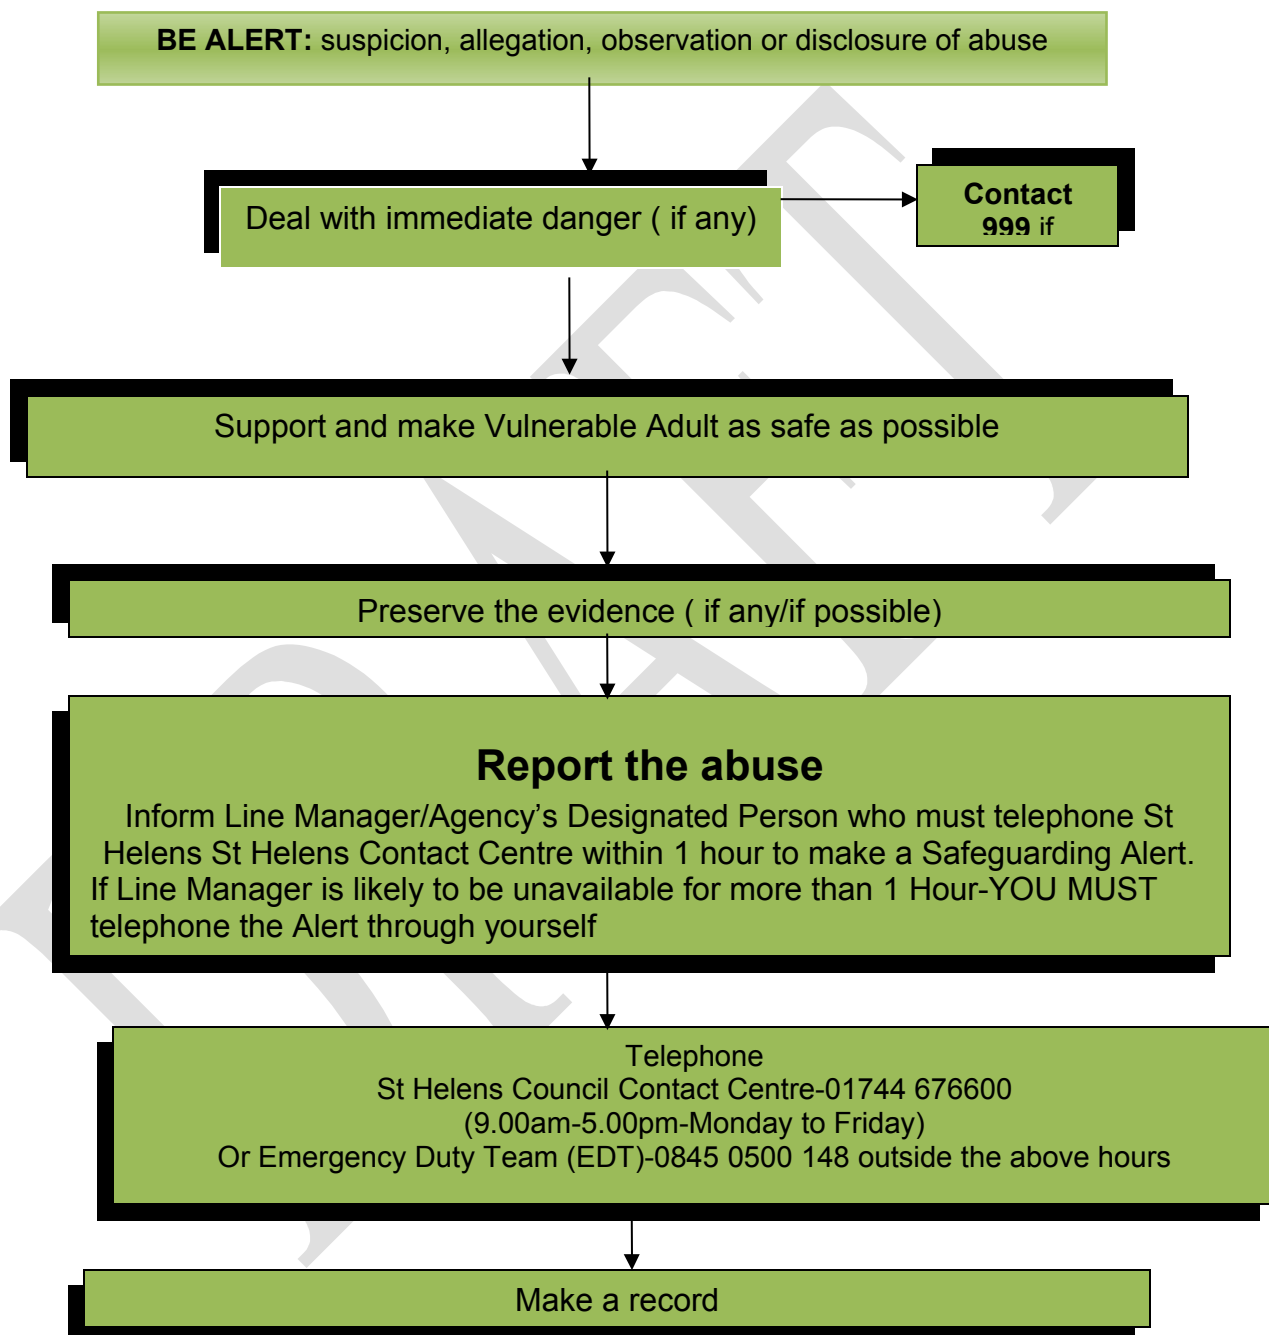 BE ALERT: suspicion, allegation, observation or disclosure of abuse
Deal with immediate danger ( if any)
Contact
999 if
Support and make Vulnerable Adult as safe as possible
Preserve the evidence ( if any/if possible)
Report the abuse
Inform Line Manager/Agency’s Designated Person who must telephone St
Helens St Helens Contact Centre within 1 hour to make a Safeguarding Alert.
If Line Manager is likely to be unavailable for more than 1 Hour-YOU MUST
telephone the Alert through yourself
Telephone
St Helens Council Contact Centre-01744 676600
(9.00am-5.00pm-Monday to Friday)
Or Emergency Duty Team (EDT)-0845 0500 148 outside the above hours
Make a record
DRAFT